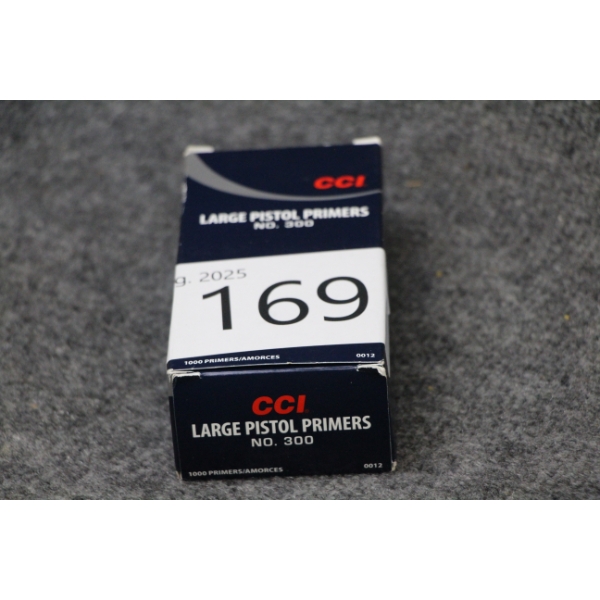 CCI
LARGE PISTOL PRIMERS
NO. 300
g. 2025
169
1000 PRIMERS/AMORCES 0012
CCI
LARGE PISTOL PRIMERS
NO. 300
1000 PRIMERS/AMORCES 0012